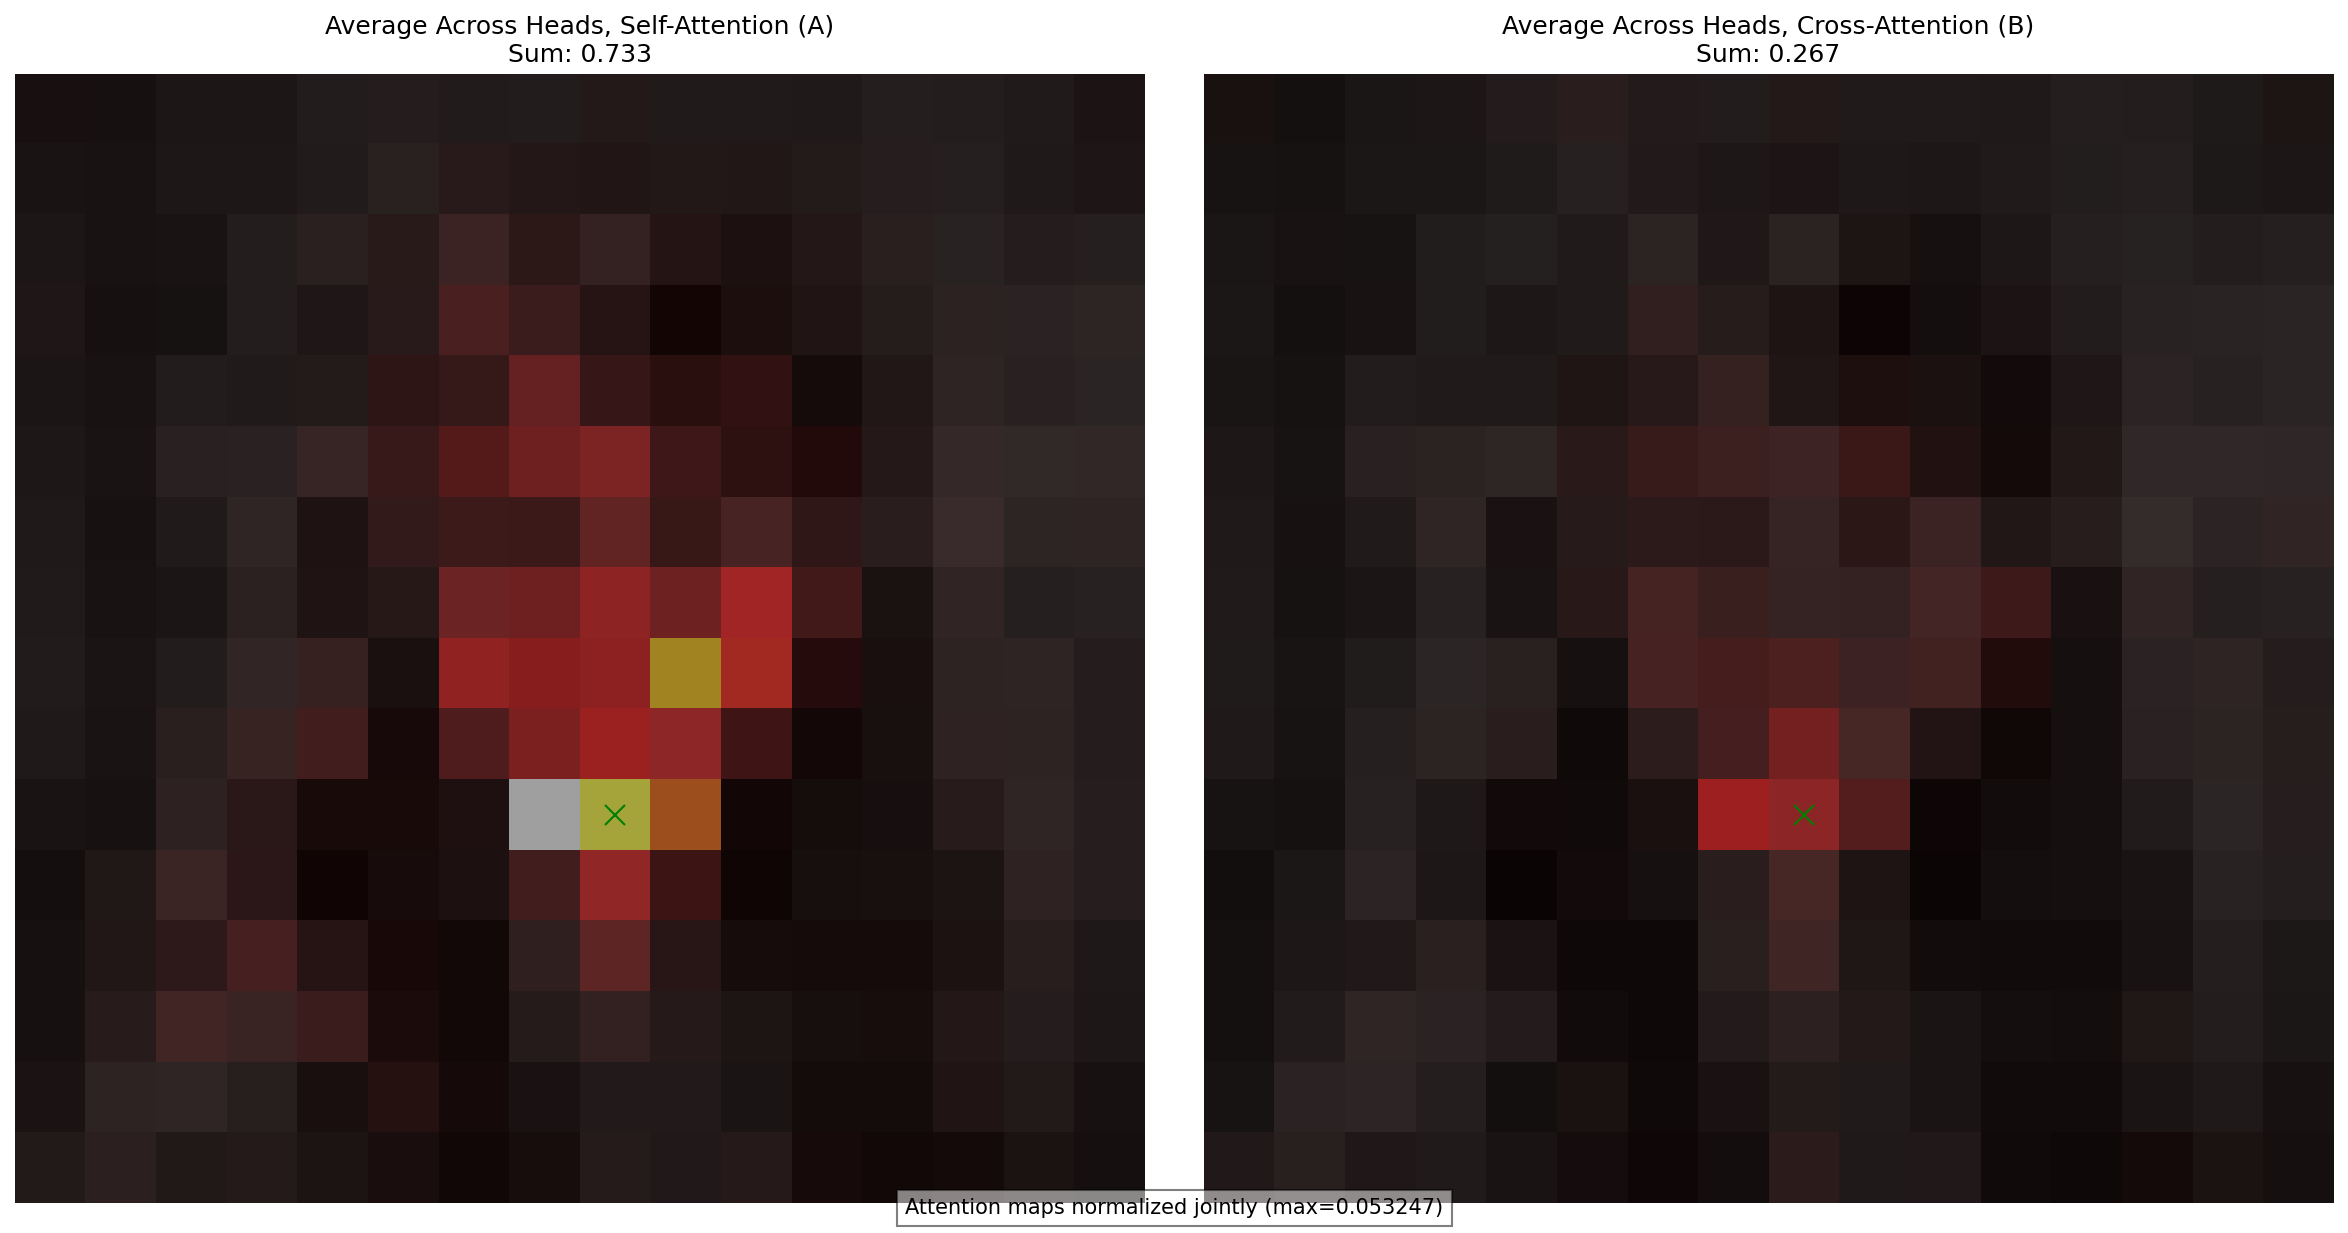 Average Across Heads, Self-Attention (A)
Sum: 0.733
Average Across Heads, Cross-Attention (B)
Sum: 0.267
Attention maps normalized jointly (max=0.053247)